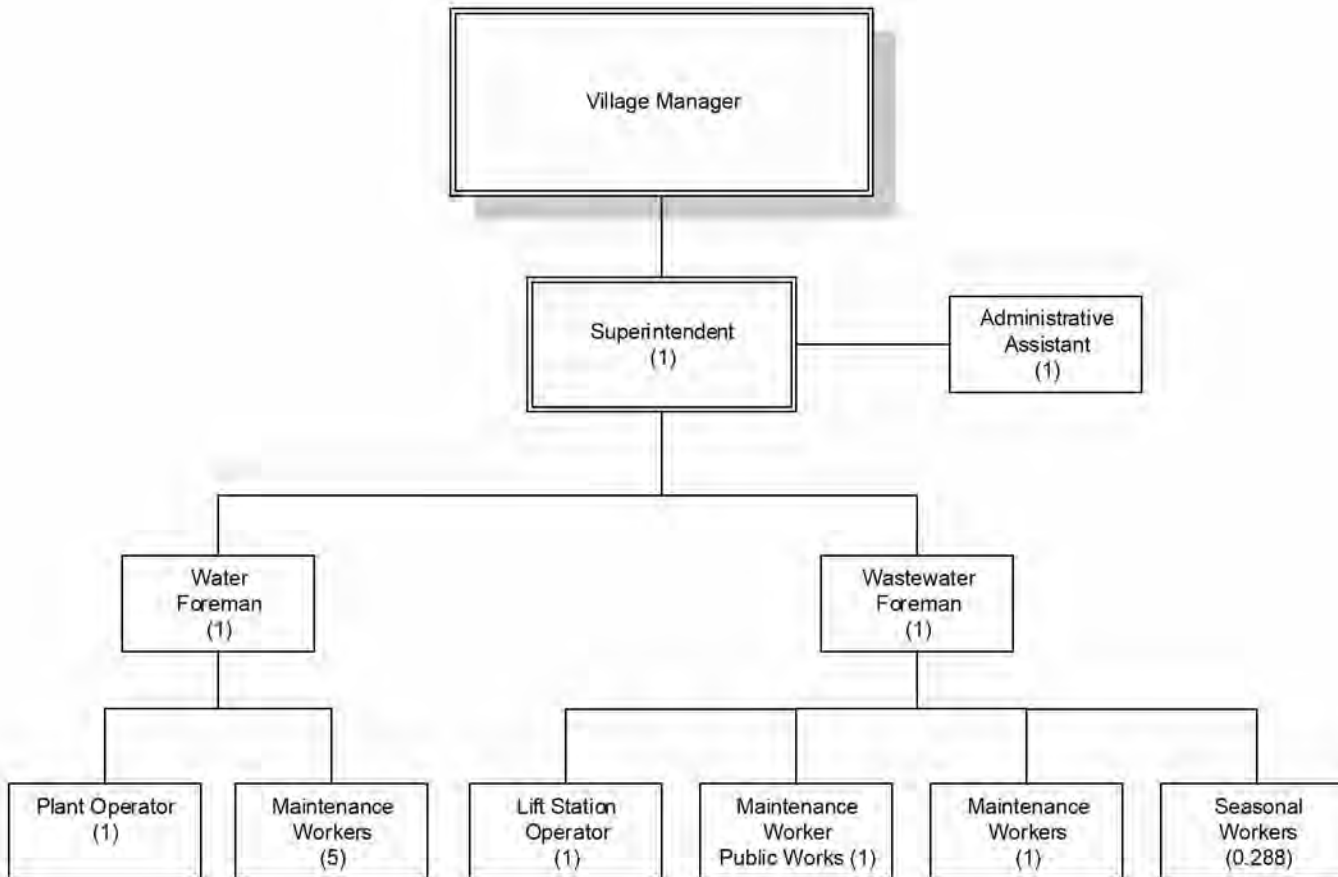 Village Manager
Superintendent
(1)
Administrative
Assistant
(1)
Water
Foreman
(1)
Wastewater
Foreman
(1)
Plant Operator
(1)
Maintenance
Workers
(5)
Lift Station
Operator
(1)
Maintenance
Worker
Public Works (1)
Maintenance
Workers
(1)
Seasonal
Workers
(0.288)